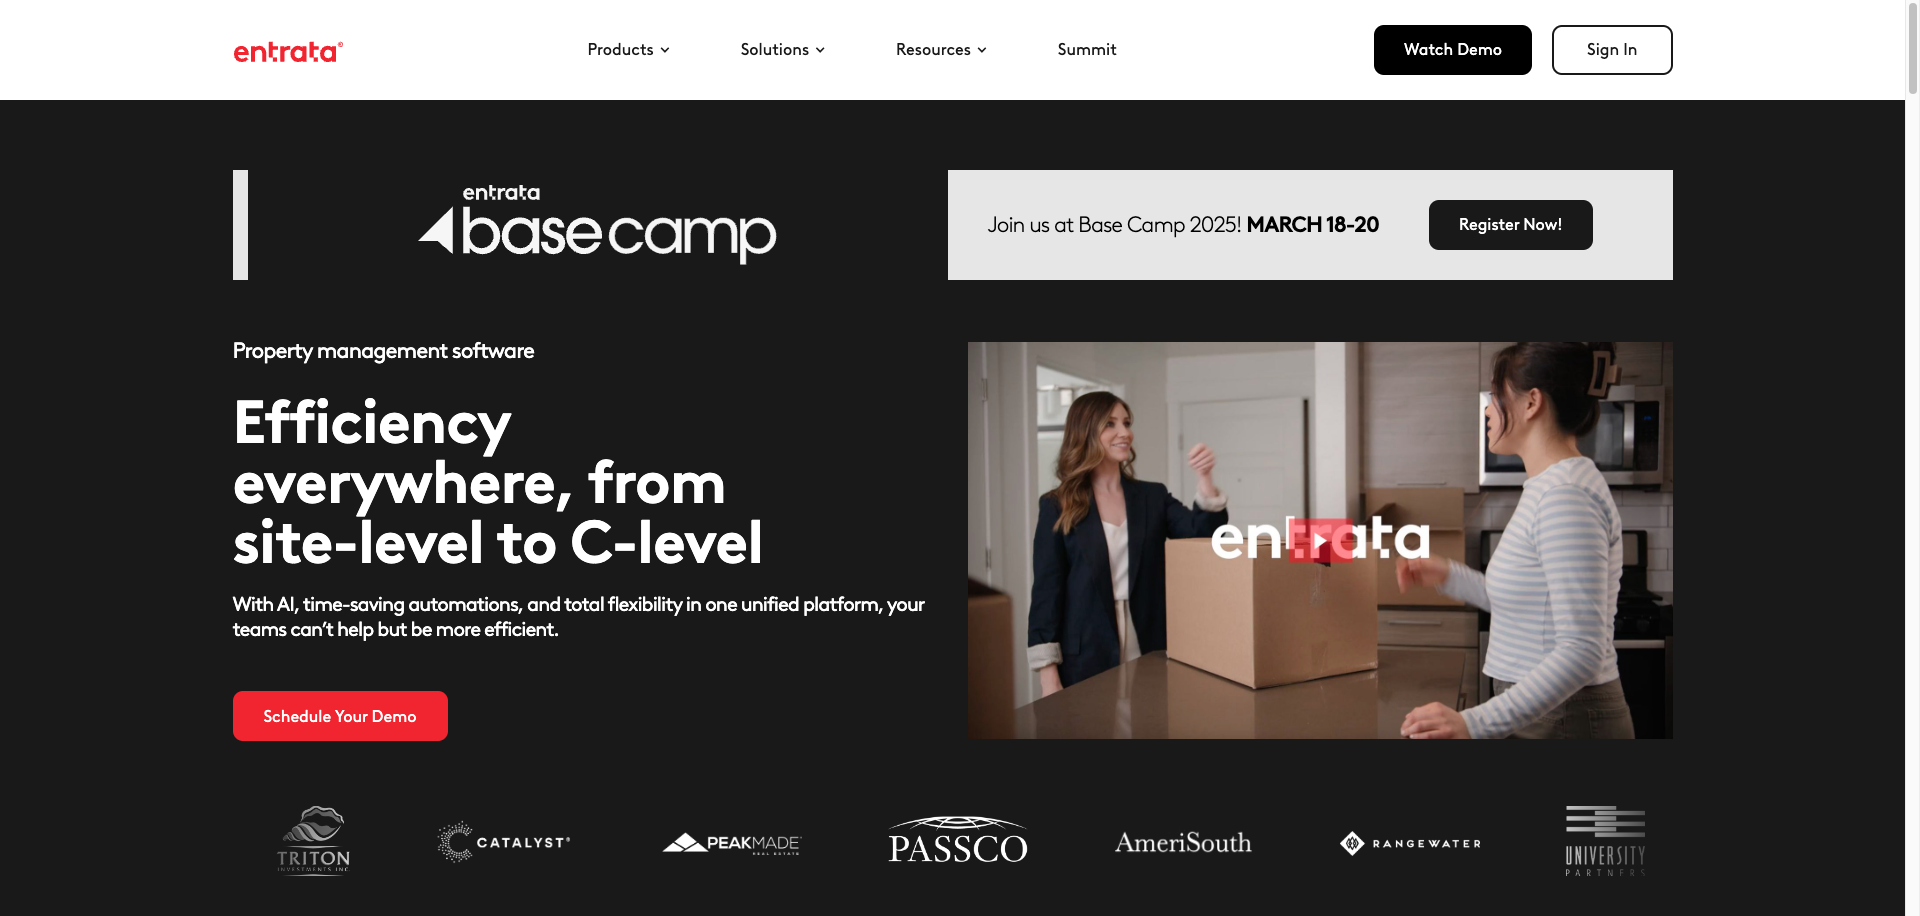 entrata
Products
Solutions
Resources
Summit
Watch Demo
Sign In
entrata
base camp
Join us at Base Camp 2025! MARCH 18-20
Register Now!
Property management software
Efficiency
everywhere, from
site-level to C-level
With AI, time-saving automations, and total flexibility in one unified platform, your
teams can't help but be more efficient.
Schedule Your Demo
entrata
TRITON
INVESTMENTS INC
CATALYST
PEAKMADE
REAL ESTATE
PASSCO
AmeriSouth
RANGEWATER
UNIVERSITY
PARTNERS